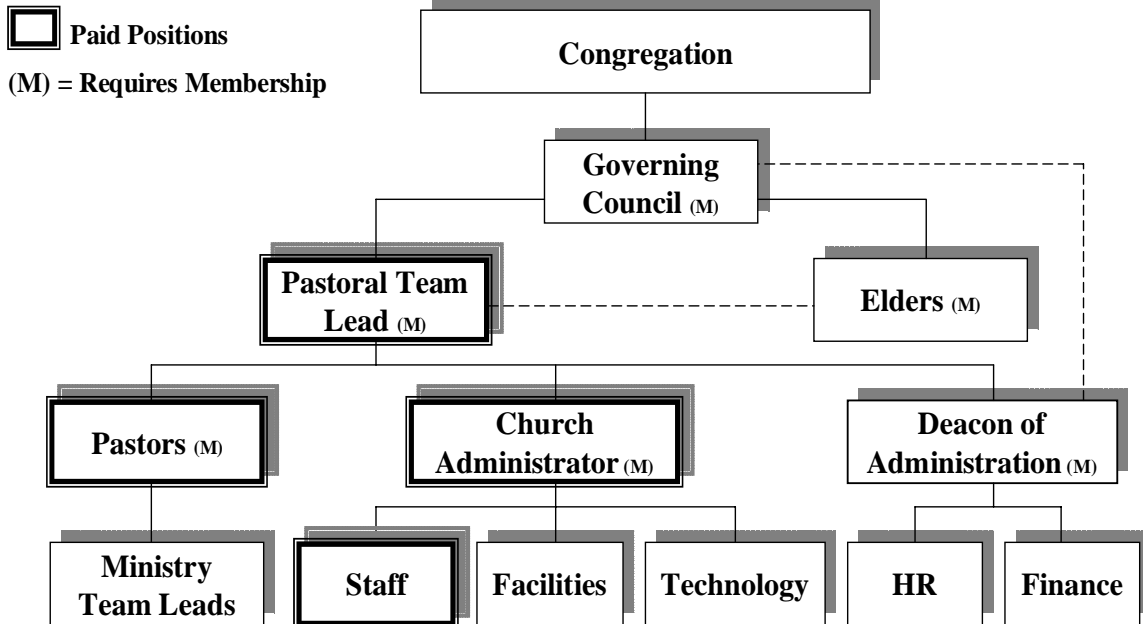 Paid Positions
(M) = Requires Membership
Congregation
Governing
Council (M)
Pastoral Team
Lead (M)
Elders (M)
Pastors (M)
Church
Administrator (M)
Deacon of
Administration (M)
Ministry
Team Leads
Staff
Facilities
Technology
HR
Finance